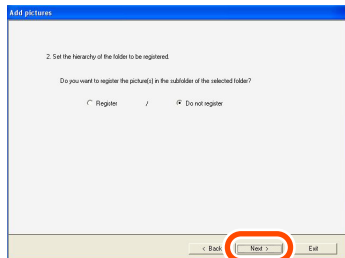 Add pictures
2. Set the hierarchy of the folder to be registered.
Do you want to register the picture(s) in the subfolder of the selected folder?
Register / Do not register
< Back Next > Exit